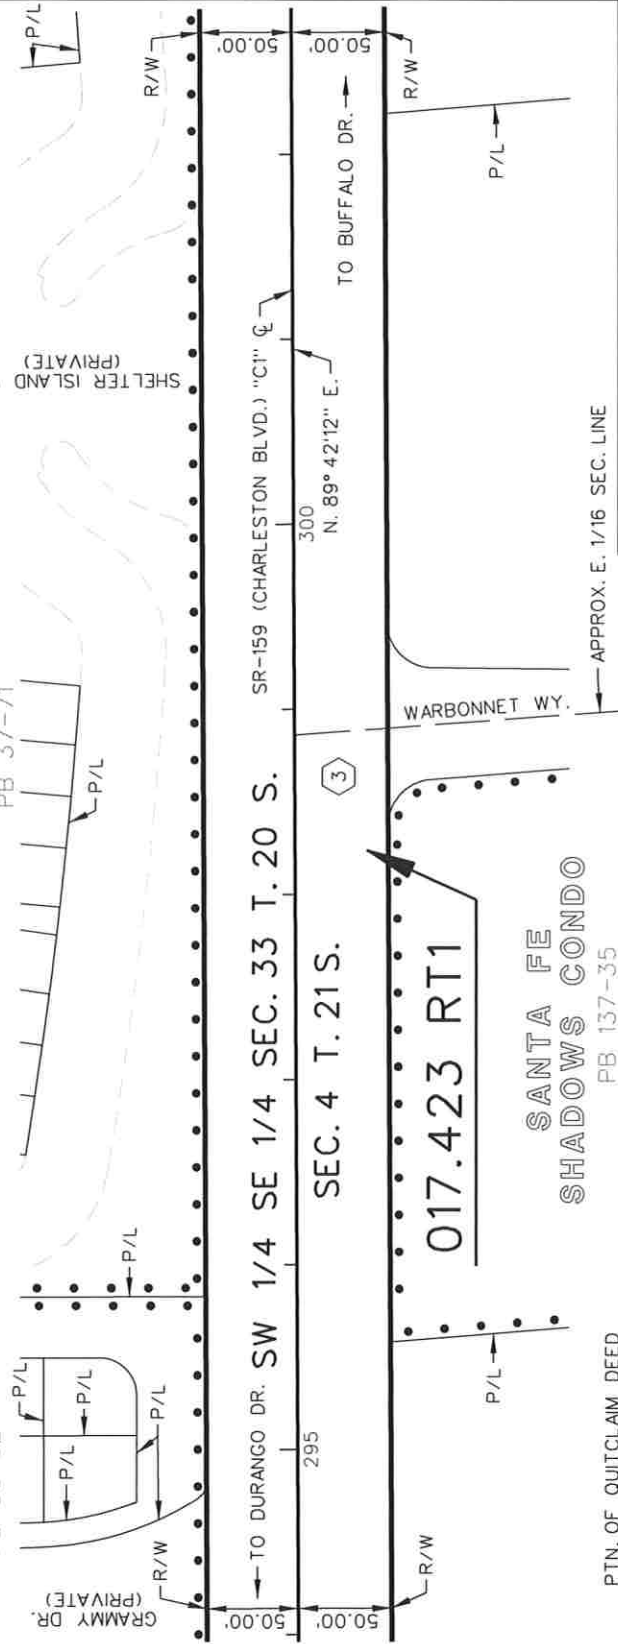 P/L
R/W
50.00'
50.00'
R/W
TO BUFFALO DR.
P/L
SHELTER ISLAND
(PRIVATE)
SR-159 (CHARLESTON BLVD.) "C1" ℄
300
N. 89° 42'12" E.
APPROX. E. 1/16 SEC. LINE
WARBONNET WY.
PB 37-71
P/L
3
SW 1/4 SE 1/4 SEC. 33 T. 20 S.
SEC. 4 T. 21 S.
017.423 RT1
SANTA FE
SHADOWS CONDO
PB 137-35
P/L
P/L
P/L
P/L
P/L
P/L
TO DURANGO DR.
295
GRAMMY DR.
(PRIVATE)
R/W
50.00'
50.00'
R/W
PTN. OF QUITCLAIM DEED